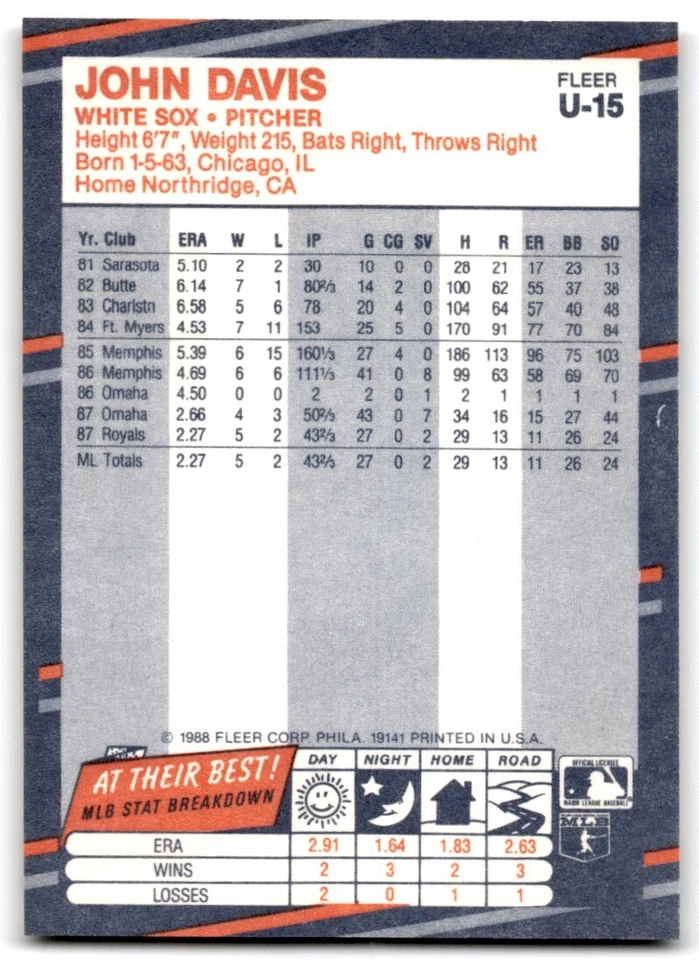 JOHN DAVIS
FLEER
U-15
WHITE SOX • PITCHER
Height 6'7", Weight 215, Bats Right, Throws Right
Born 1-5-63, Chicago, IL
Home Northridge, CA
Yr. Club ERA W L IP G CG SV H R ER BB SO
81 Sarasota 5.10 2 2 30 10 0 0 28 21 17 23 13
82 Butte 6.14 7 1 80⅔ 14 2 0 100 62 55 37 38
83 Charlstn 6.58 5 6 78 20 4 0 104 64 57 40 48
84 Ft. Myers 4.53 7 11 153 25 5 0 170 91 77 70 84
85 Memphis 5.39 6 15 160⅓ 27 4 0 186 113 96 75 103
86 Memphis 4.69 6 6 111⅓ 41 0 8 99 63 58 69 70
86 Omaha 4.50 0 0 2 2 0 1 2 1 1 1 1
87 Omaha 2.66 4 3 50⅔ 43 0 7 34 16 15 27 44
87 Royals 2.27 5 2 43⅔ 27 0 2 29 13 11 26 24
ML Totals 2.27 5 2 43⅔ 27 0 2 29 13 11 26 24
© 1988 FLEER CORP. PHILA. 19141 PRINTED IN U.S.A.
AT THEIR BEST!
MLB STAT BREAKDOWN
DAY NIGHT HOME ROAD
ERA 2.91 1.64 1.83 2.63
WINS 2 3 2 3
LOSSES 2 0 1 1
OFFICIAL LICENSEE
MAJOR LEAGUE BASEBALL
MLB